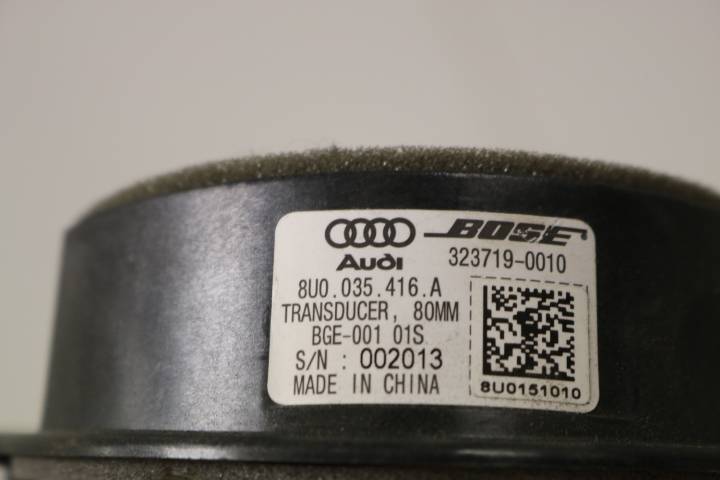 BOSE
Audi
323719-0010
8U0.035.416.A
TRANSDUCER, 80MM
BGE-001 01S
S/N : 002013
MADE IN CHINA
8U0151010